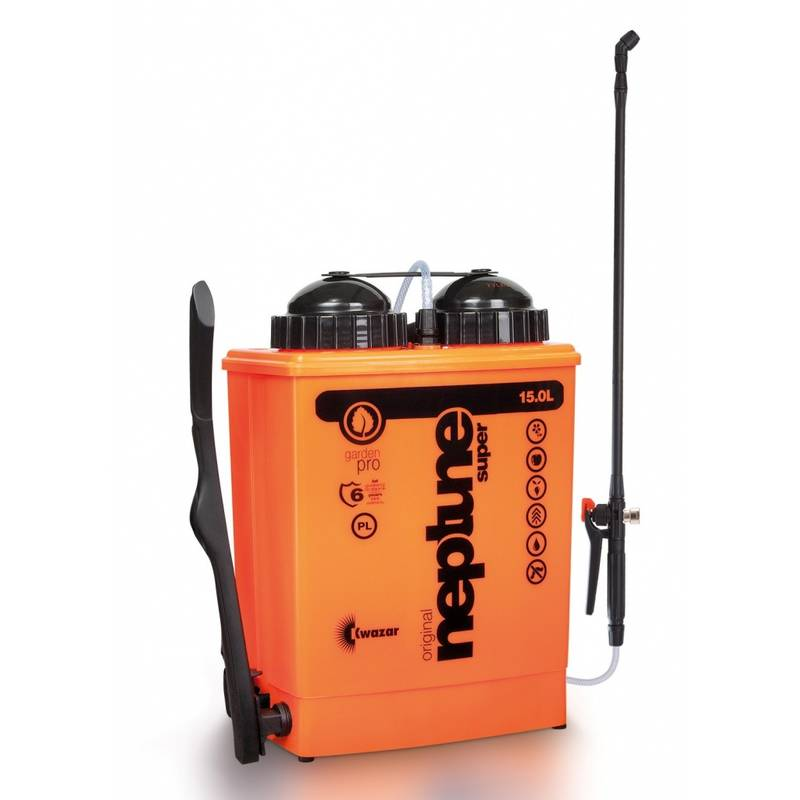 15.0L
garden
pro
6
PL
original
neptune
super
Kwazar